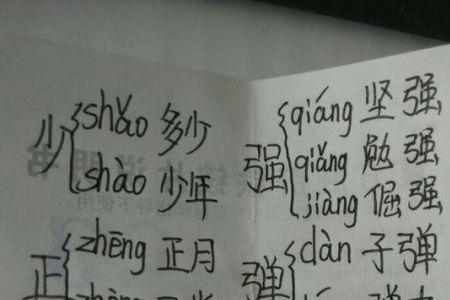 少 shǎo 多少
shào 少年
强 qiáng 坚强
qiǎng 勉强
jiàng 倔强
正 zhēng 正月
弹 dàn 子弹